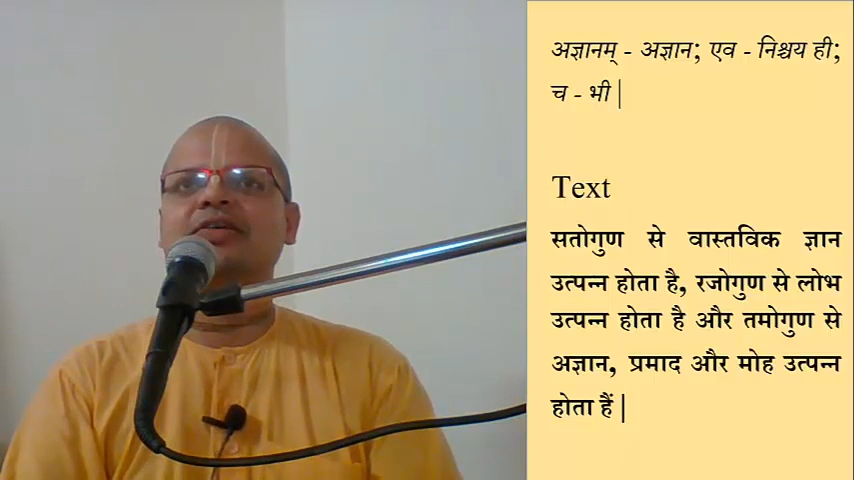 अज्ञानम् - अज्ञान; एव - निश्चय ही;
च - भी |
Text
सतोगुण से वास्तविक ज्ञान
उत्पन्न होता है, रजोगुण से लोभ
उत्पन्न होता है और तमोगुण से
अज्ञान, प्रमाद और मोह उत्पन्न
होता हैं |